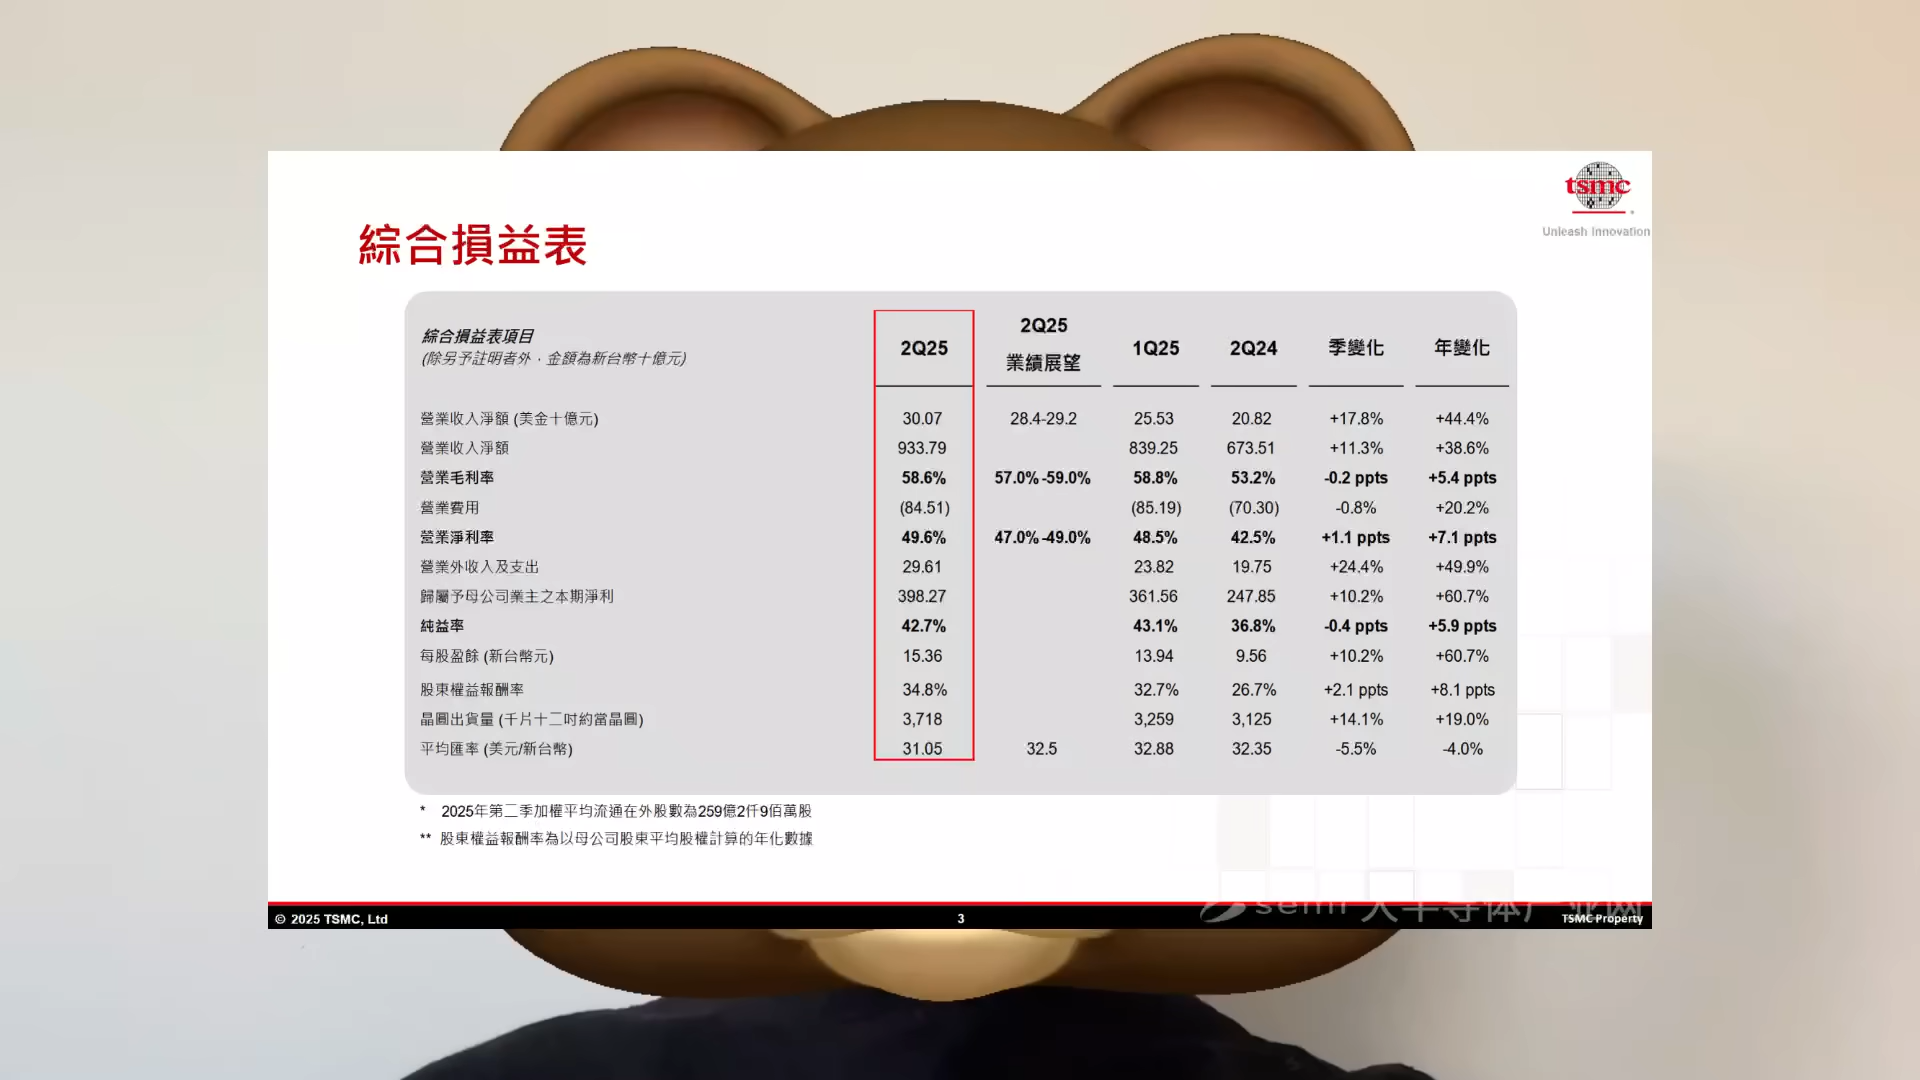 tsmc
Unleash Innovation
綜合損益表
綜合損益表項目
(除另予註明者外，金額為新台幣十億元)
2Q25
2Q25
業績展望
1Q25
2Q24
季變化
年變化
營業收入淨額 (美金十億元) 30.07 28.4-29.2 25.53 20.82 +17.8% +44.4%
營業收入淨額 933.79 839.25 673.51 +11.3% +38.6%
營業毛利率 58.6% 57.0%-59.0% 58.8% 53.2% -0.2 ppts +5.4 ppts
營業費用 (84.51) (85.19) (70.30) -0.8% +20.2%
營業淨利率 49.6% 47.0%-49.0% 48.5% 42.5% +1.1 ppts +7.1 ppts
營業外收入及支出 29.61 23.82 19.75 +24.4% +49.9%
歸屬予母公司業主之本期淨利 398.27 361.56 247.85 +10.2% +60.7%
純益率 42.7% 43.1% 36.8% -0.4 ppts +5.9 ppts
每股盈餘 (新台幣元) 15.36 13.94 9.56 +10.2% +60.7%
股東權益報酬率 34.8% 32.7% 26.7% +2.1 ppts +8.1 ppts
晶圓出貨量 (千片十二吋約當晶圓) 3,718 3,259 3,125 +14.1% +19.0%
平均匯率 (美元/新台幣) 31.05 32.5 32.88 32.35 -5.5% -4.0%
* 2025年第二季加權平均流通在外股數為259億2仟9佰萬股
** 股東權益報酬率為以母公司股東平均股權計算的年化數據
© 2025 TSMC, Ltd
3
TSMC Property